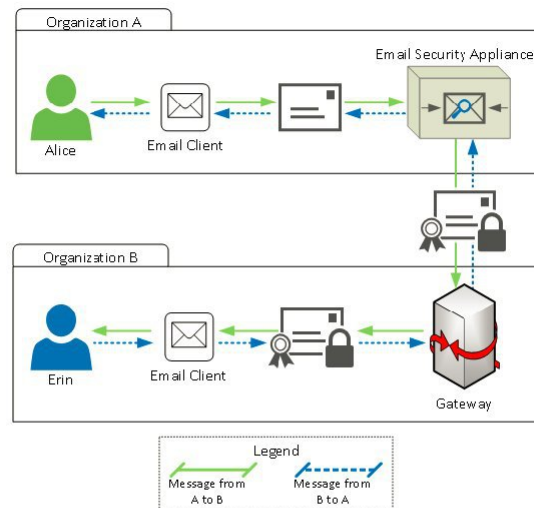 Organization A
Email Security Appliance
Alice
Email Client
Organization B
Erin
Email Client
Gateway
Legend
Message from
A to B
Message from
B to A